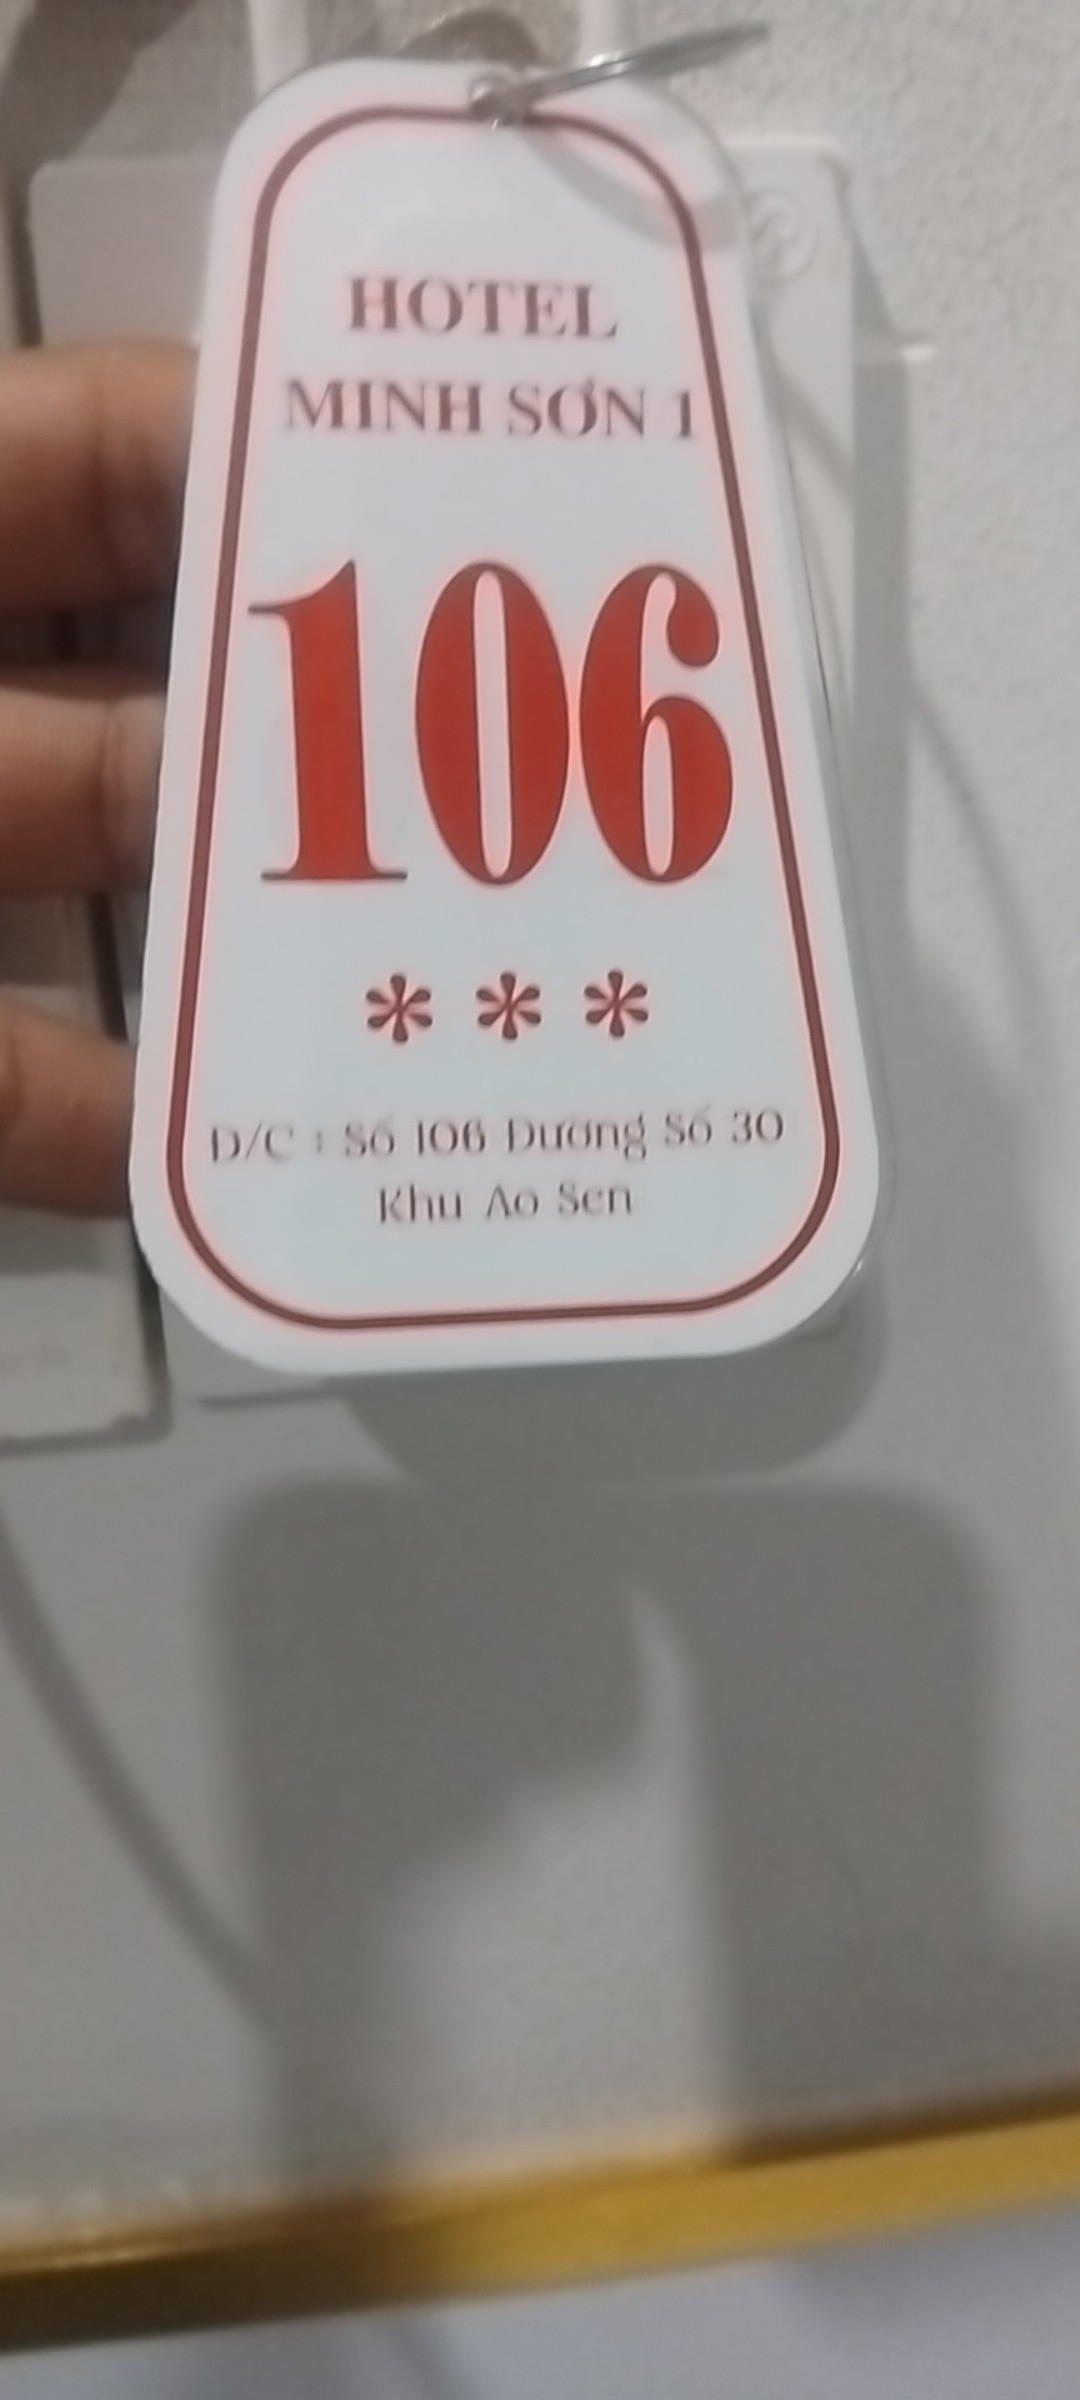 HOTEL
MINH SƠN 1
106
* * *
Đ/C : Số 106 Đường Số 30
Khu Ao Sen